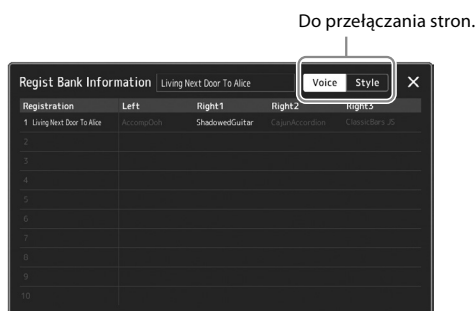 Do przełączania stron.
Regist Bank Information Living Next Door To Alice Voice Style ×
Registration Left Right1 Right2 Right3
1 Living Next Door To Alice AccompOoh ShadowedGuitar CajunAccordion ClassicBars JS
2
3
4
5
6
7
8
9
10